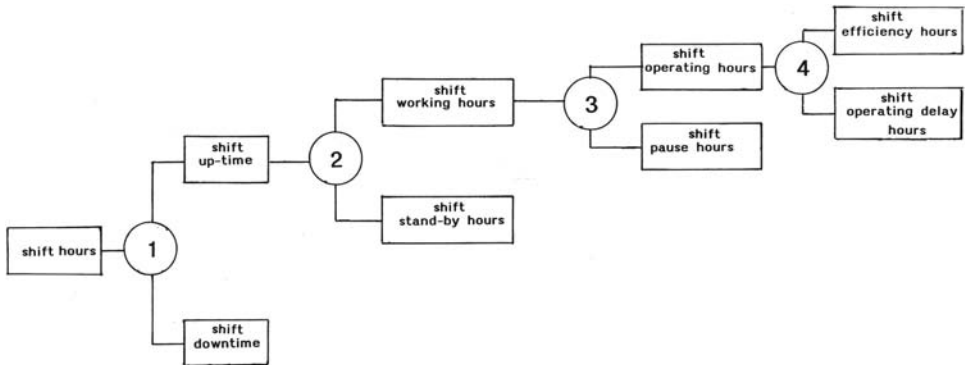 shift
efficiency hours
shift
operating hours
4
shift
working hours
3
shift
operating delay
hours
shift
pause hours
shift
up-time
2
shift
stand-by hours
shift hours
1
shift
downtime